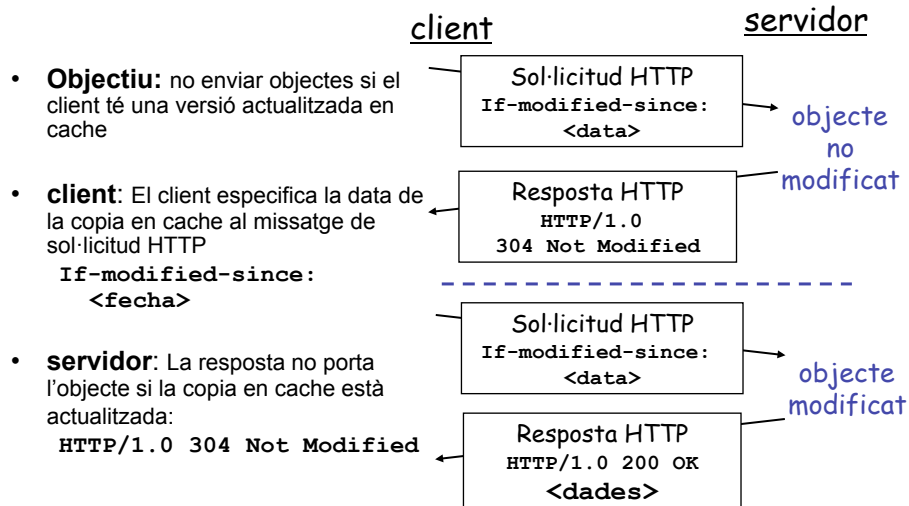 client
servidor
• Objectiu: no enviar objectes si el
client té una versió actualitzada en
cache
• client: El client especifica la data de
la copia en cache al missatge de
sol·licitud HTTP
If-modified-since:
<fecha>
• servidor: La resposta no porta
l'objecte si la copia en cache està
actualitzada:
HTTP/1.0 304 Not Modified
Sol·licitud HTTP
If-modified-since:
<data>
objecte
no
modificat
Resposta HTTP
HTTP/1.0
304 Not Modified
Sol·licitud HTTP
If-modified-since:
<data>
objecte
modificat
Resposta HTTP
HTTP/1.0 200 OK
<dades>